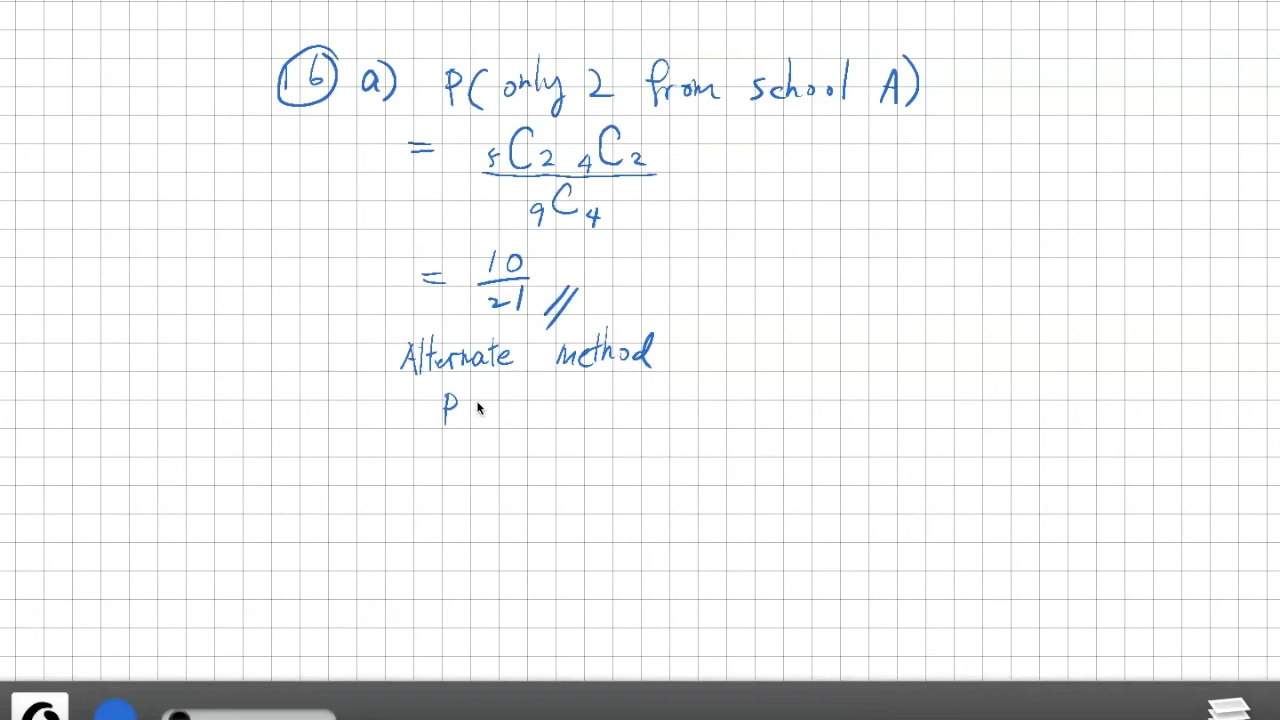 16 a) P( only 2 from school A)
= 5C2 4C2
9C4
= 10
21 //
Alternate method
P